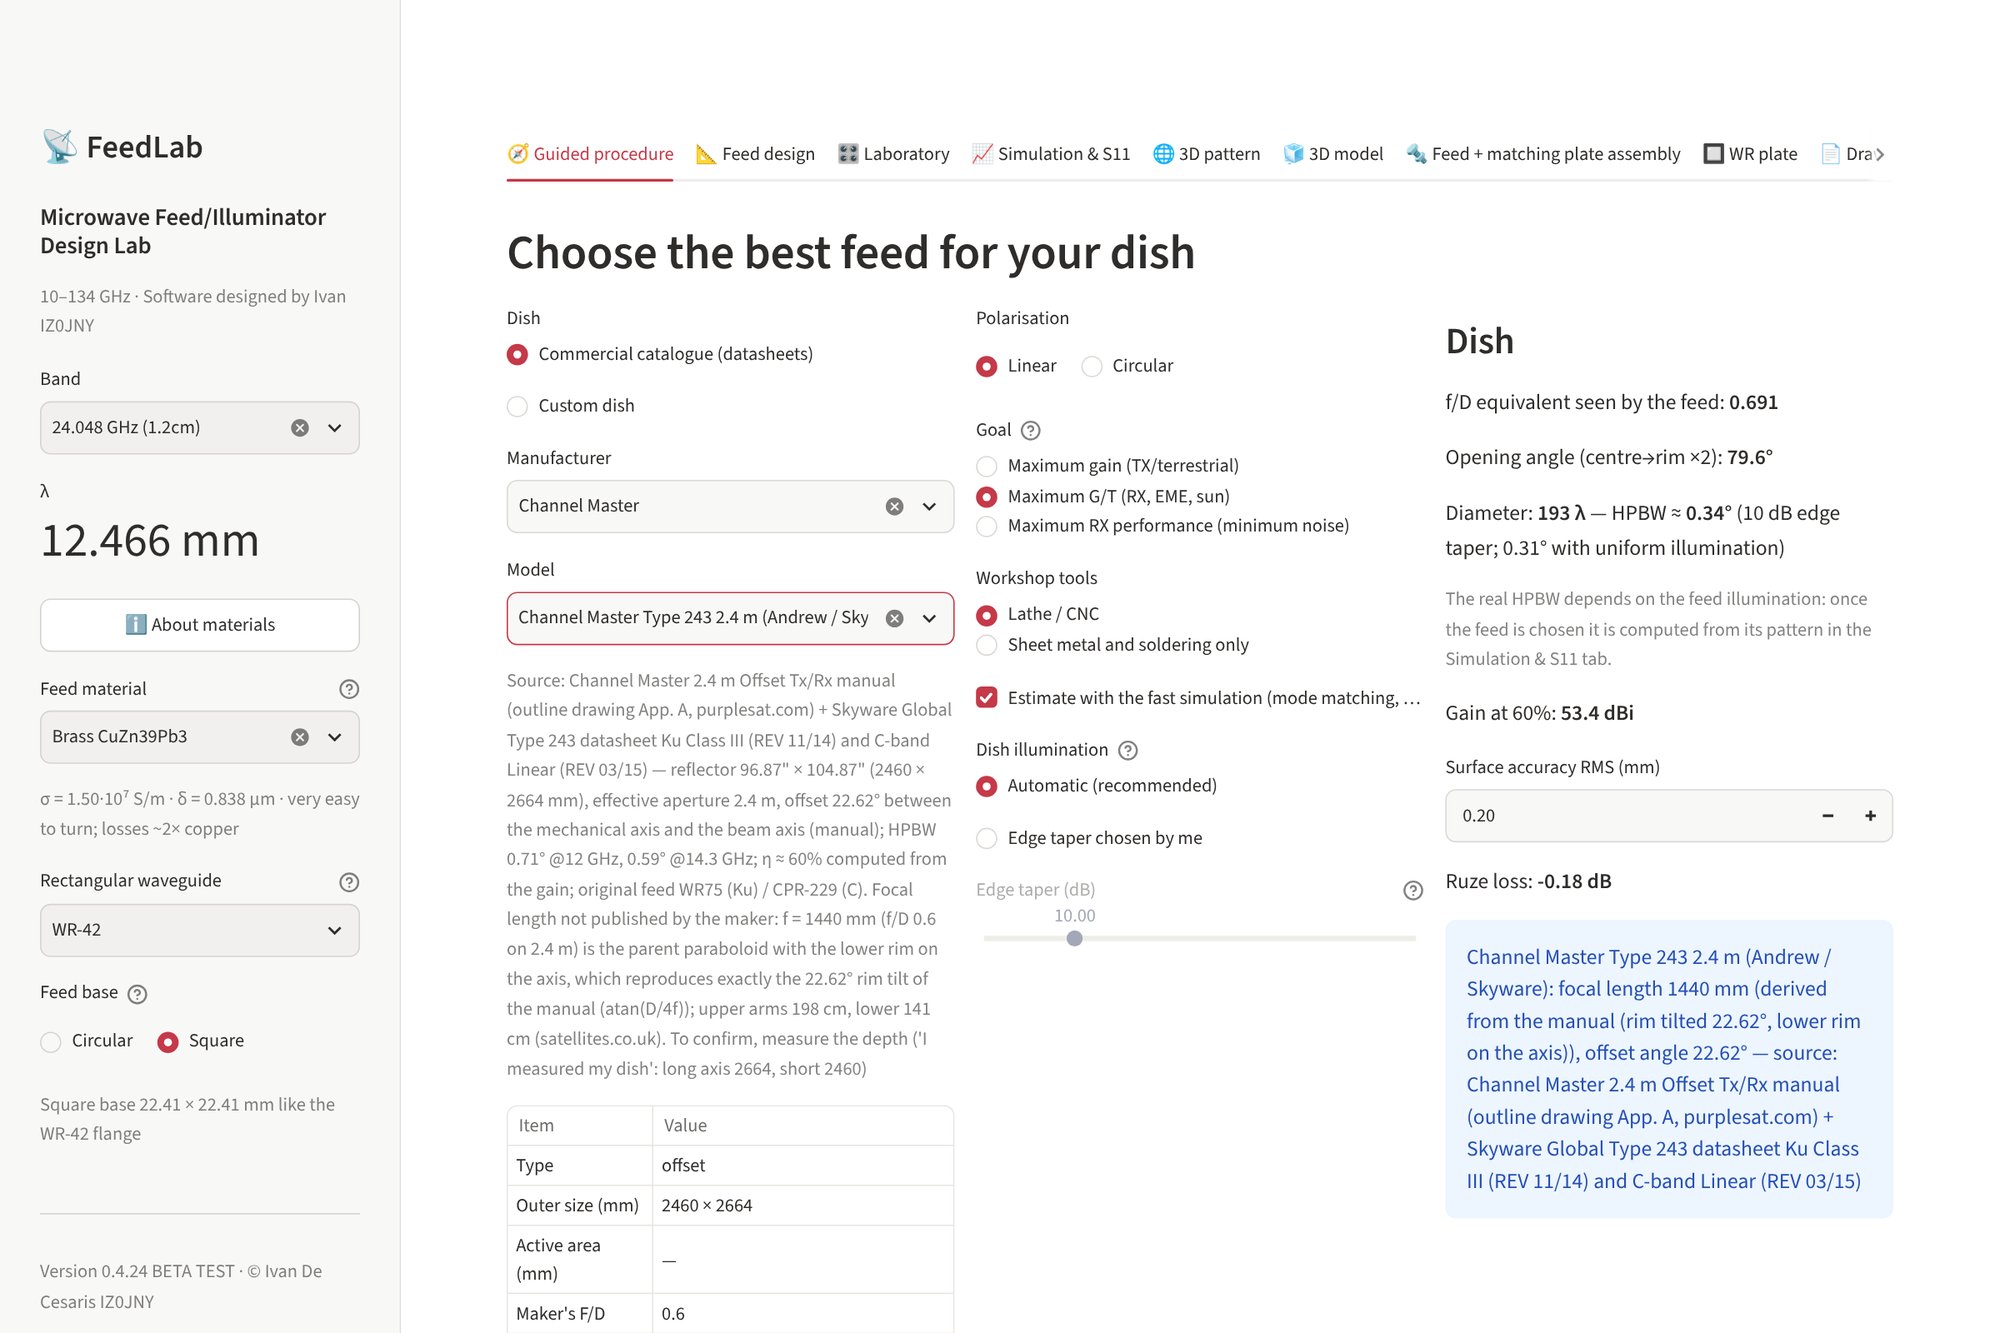 📡 FeedLab
Microwave Feed/Illuminator
Design Lab
10–134 GHz · Software designed by Ivan
IZ0JNY
Band
24.048 GHz (1.2cm)
λ
12.466 mm
ℹ️ About materials
Feed material
Brass CuZn39Pb3
σ = 1.50·10⁷ S/m · δ = 0.838 µm · very easy
to turn; losses ~2× copper
Rectangular waveguide
WR-42
Feed base
Circular
Square
Square base 22.41 × 22.41 mm like the
WR-42 flange
Version 0.4.24 BETA TEST · © Ivan De
Cesaris IZ0JNY
🧭 Guided procedure
📐 Feed design
🎛️ Laboratory
📈 Simulation & S11
🌐 3D pattern
🧊 3D model
🔩 Feed + matching plate assembly
🔲 WR plate
📄 Dra
Choose the best feed for your dish
Dish
Commercial catalogue (datasheets)
Custom dish
Manufacturer
Channel Master
Model
Channel Master Type 243 2.4 m (Andrew / Sky
Source: Channel Master 2.4 m Offset Tx/Rx manual
(outline drawing App. A, purplesat.com) + Skyware Global
Type 243 datasheet Ku Class III (REV 11/14) and C-band
Linear (REV 03/15) — reflector 96.87" × 104.87" (2460 ×
2664 mm), effective aperture 2.4 m, offset 22.62° between
the mechanical axis and the beam axis (manual); HPBW
0.71° @12 GHz, 0.59° @14.3 GHz; η ≈ 60% computed from
the gain; original feed WR75 (Ku) / CPR-229 (C). Focal
length not published by the maker: f = 1440 mm (f/D 0.6
on 2.4 m) is the parent paraboloid with the lower rim on
the axis, which reproduces exactly the 22.62° rim tilt of
the manual (atan(D/4f)); upper arms 198 cm, lower 141
cm (satellites.co.uk). To confirm, measure the depth ('I
measured my dish': long axis 2664, short 2460)
Item Value
Type offset
Outer size (mm) 2460 × 2664
Active area
(mm) —
Maker's F/D 0.6
Polarisation
Linear
Circular
Goal
Maximum gain (TX/terrestrial)
Maximum G/T (RX, EME, sun)
Maximum RX performance (minimum noise)
Workshop tools
Lathe / CNC
Sheet metal and soldering only
Estimate with the fast simulation (mode matching, …
Dish illumination
Automatic (recommended)
Edge taper chosen by me
Edge taper (dB)
10.00
Dish
f/D equivalent seen by the feed: 0.691
Opening angle (centre→rim ×2): 79.6°
Diameter: 193 λ — HPBW ≈ 0.34° (10 dB edge
taper; 0.31° with uniform illumination)
The real HPBW depends on the feed illumination: once
the feed is chosen it is computed from its pattern in the
Simulation & S11 tab.
Gain at 60%: 53.4 dBi
Surface accuracy RMS (mm)
0.20
Ruze loss: -0.18 dB
Channel Master Type 243 2.4 m (Andrew /
Skyware): focal length 1440 mm (derived
from the manual (rim tilted 22.62°, lower rim
on the axis)), offset angle 22.62° — source:
Channel Master 2.4 m Offset Tx/Rx manual
(outline drawing App. A, purplesat.com) +
Skyware Global Type 243 datasheet Ku Class
III (REV 11/14) and C-band Linear (REV 03/15)